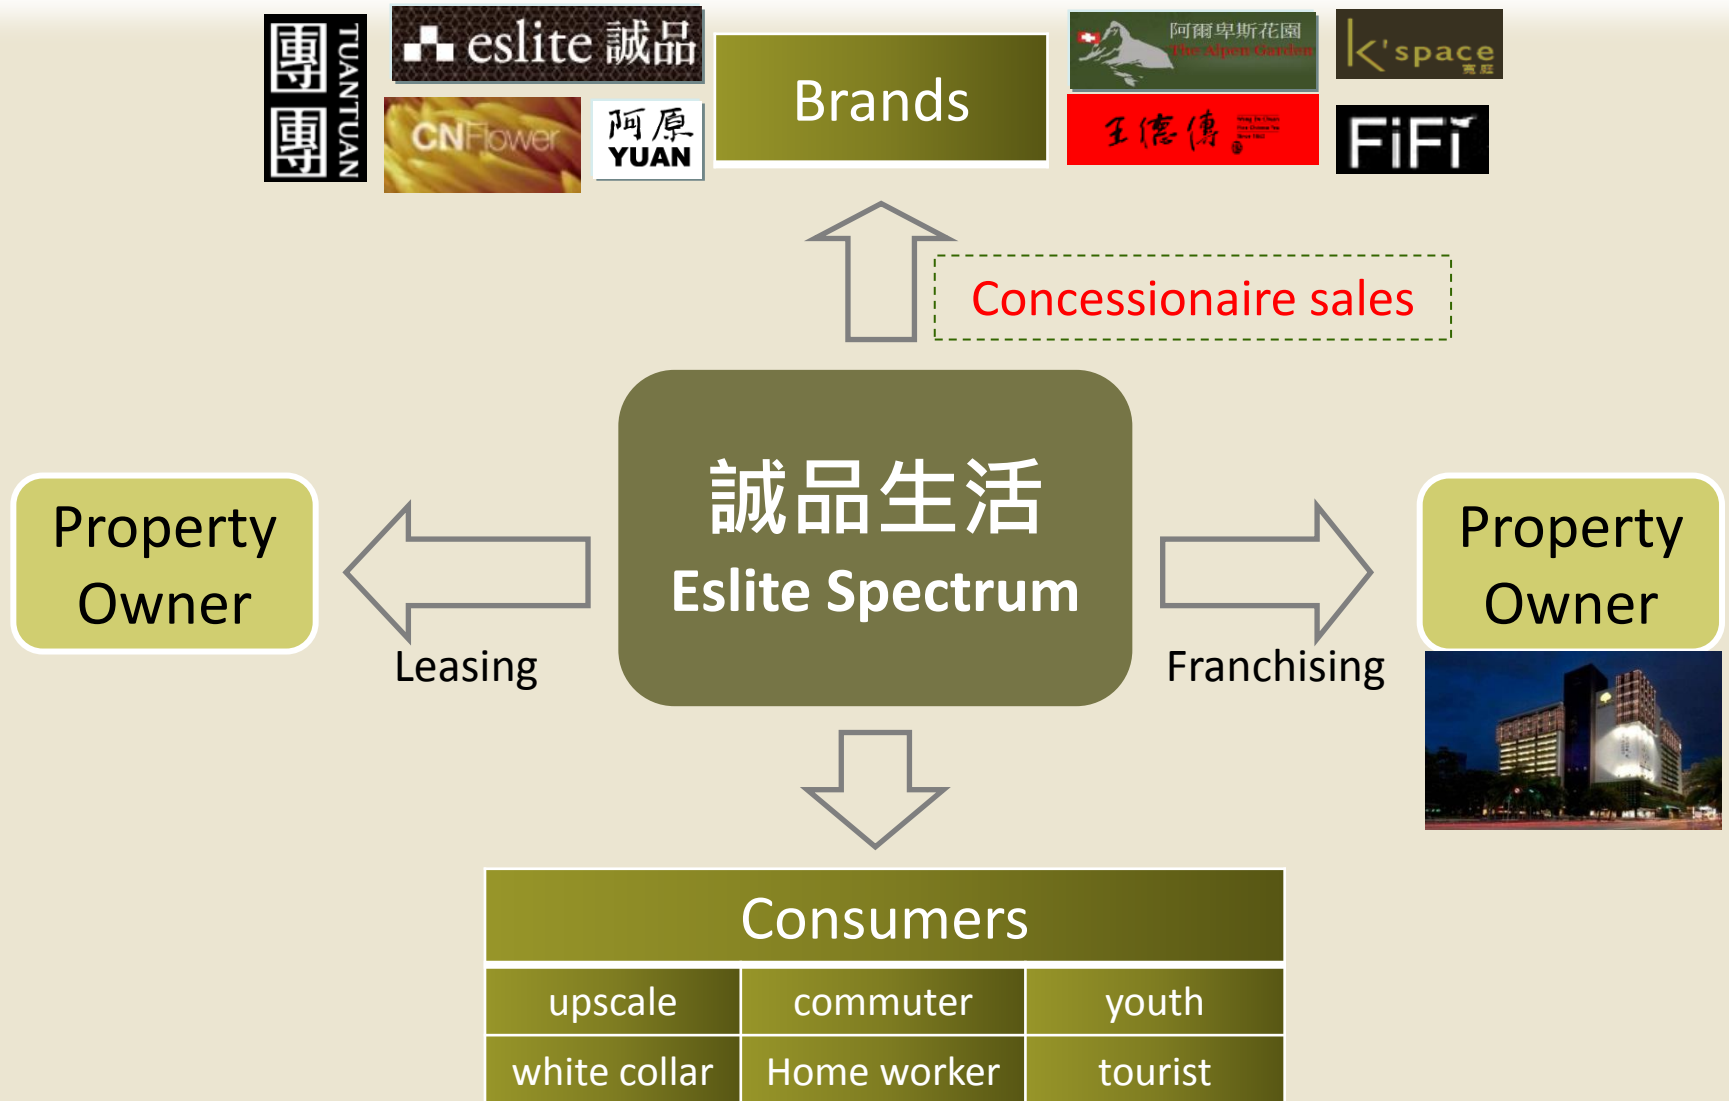 團團
TUANTUAN
eslite 誠品
CNFlower
阿原
YUAN
Brands
阿爾卑斯花園
The Alpen Garden
王德傳
K'space
寬庭
FiFi
Concessionaire sales
誠品生活
Eslite Spectrum
Property
Owner
Leasing
Property
Owner
Franchising
Consumers
upscale
commuter
youth
white collar
Home worker
tourist